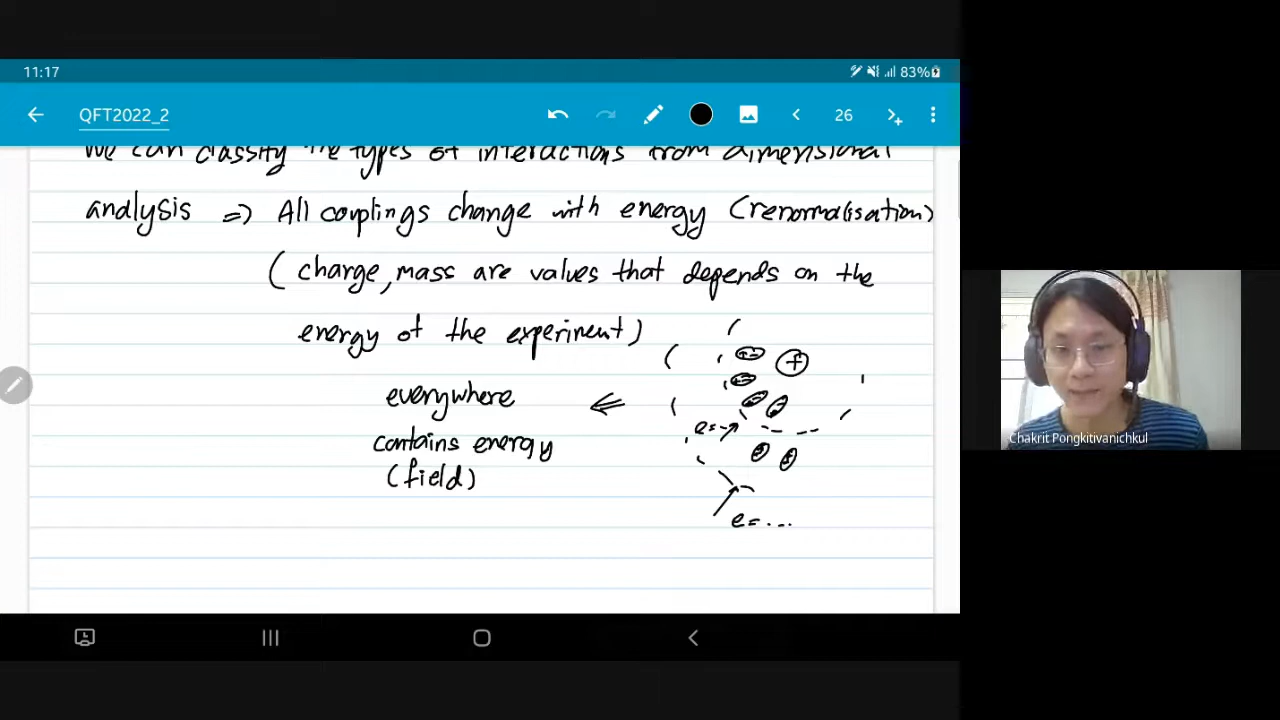 11:17
83%
QFT2022_2
26
We can classify the types of interactions from dimensional
analysis => All couplings change with energy (renormalisation)
( charge, mass are values that depends on the
energy of the experiment)
everywhere
contains energy
(field)
+
e=
e= ...
Chakrit Pongkitivanichkul